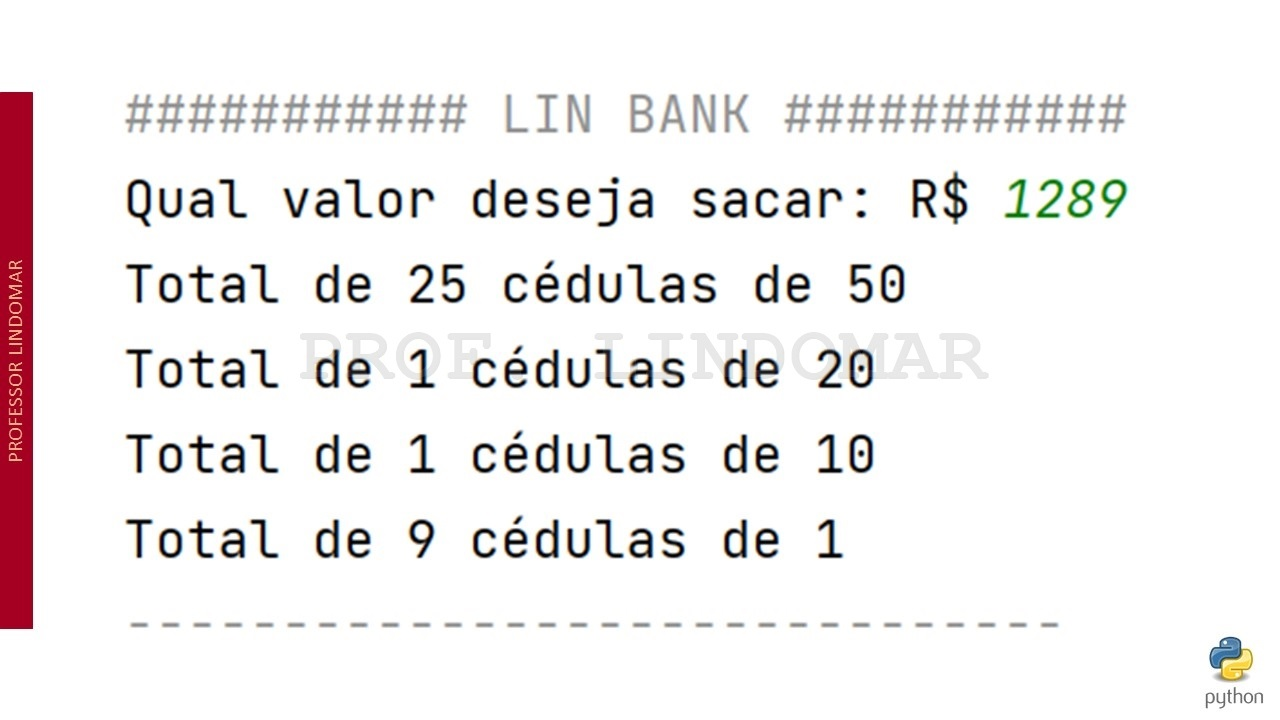 ########### LIN BANK ###########
Qual valor deseja sacar: R$ 1289
Total de 25 cédulas de 50
Total de 1 cédulas de 20
Total de 1 cédulas de 10
Total de 9 cédulas de 1
------------------------------
PROF. LINDOMAR
PROFESSOR LINDOMAR
python